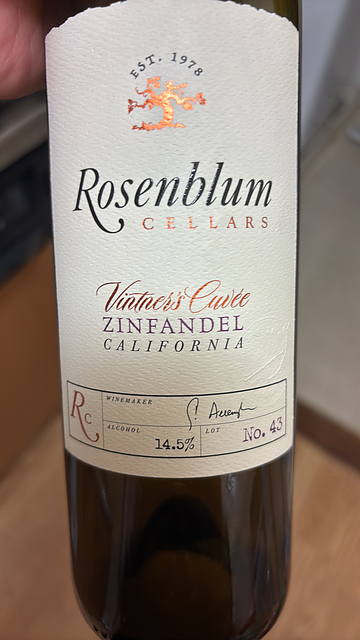 EST. 1978
Rosenblum
CELLARS
Vintner's Cuvée
ZINFANDEL
CALIFORNIA
Rc
WINEMAKER
ALCOHOL
14.5%
LOT
No. 43